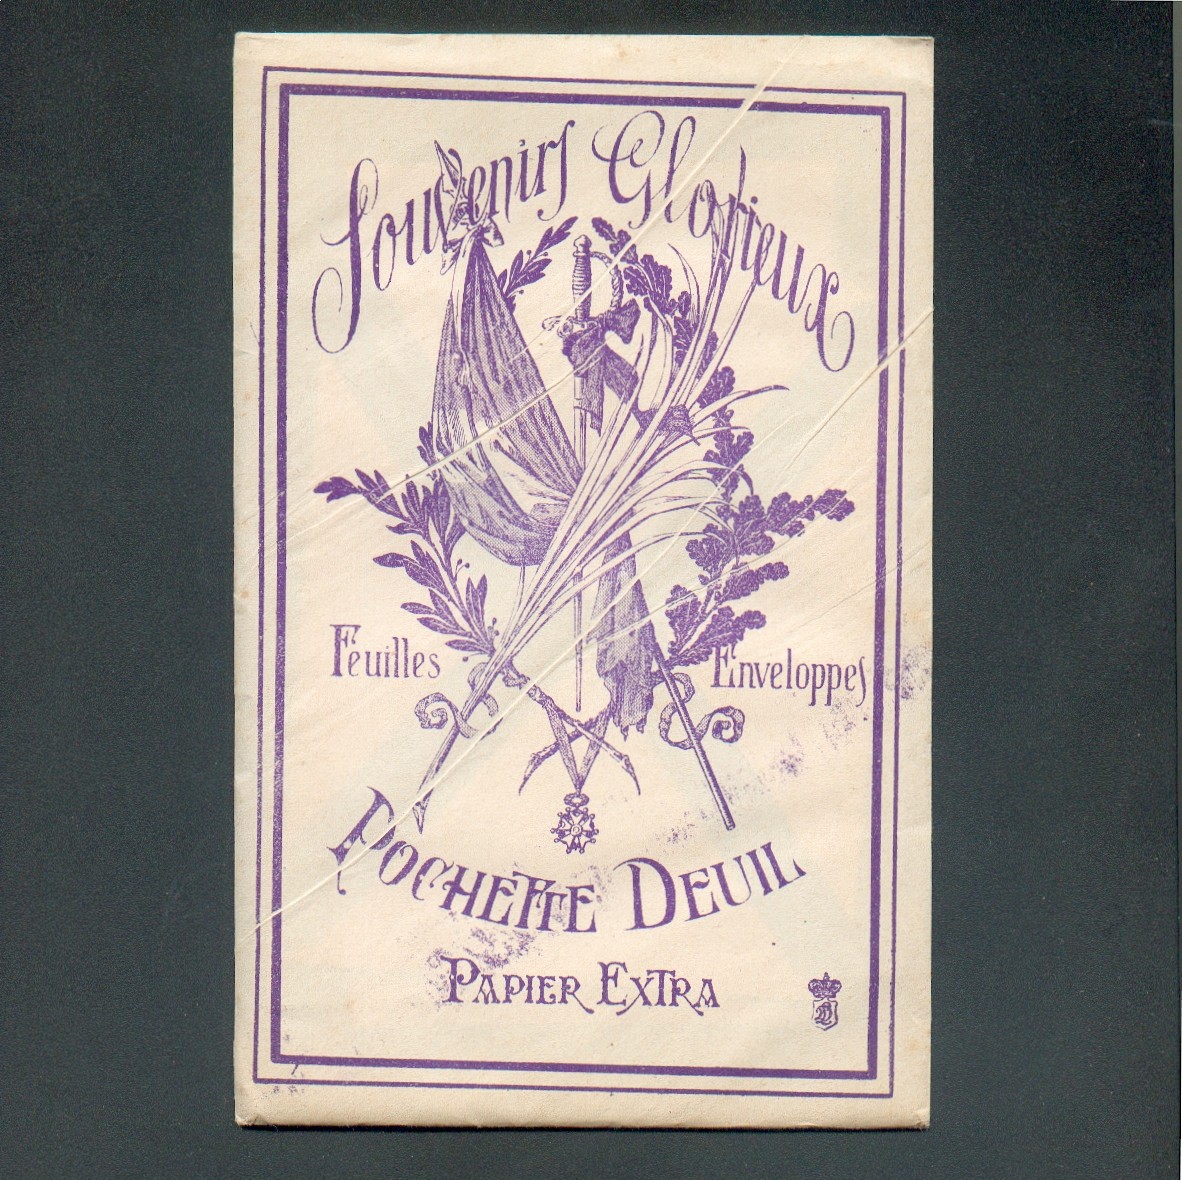 Souvenirs Glorieux
Feuilles
Enveloppes
POCHETTE DEUIL
PAPIER EXTRA